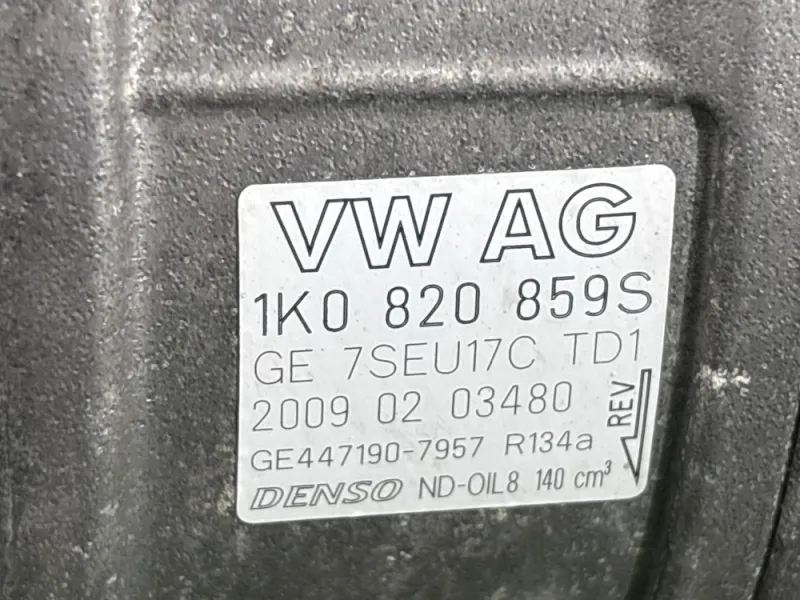 VW AG
1K0 820 859S
GE 7SEU17C TD1
2009 02 03480
REV
GE447190-7957 R134a
DENSO ND-OIL8 140 cm³